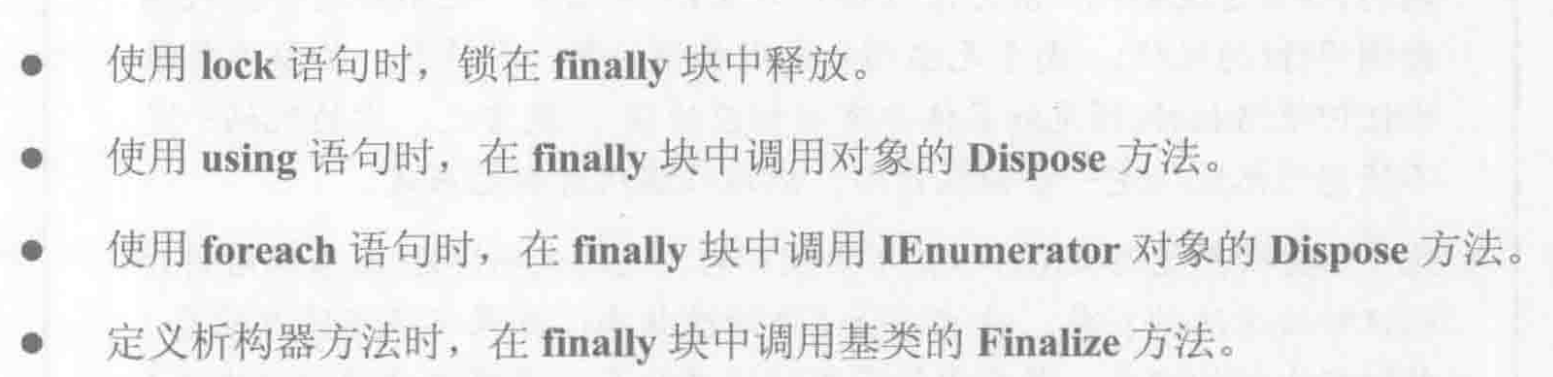 ● 使用 lock 语句时，锁在 finally 块中释放。
● 使用 using 语句时，在 finally 块中调用对象的 Dispose 方法。
● 使用 foreach 语句时，在 finally 块中调用 IEnumerator 对象的 Dispose 方法。
● 定义析构器方法时，在 finally 块中调用基类的 Finalize 方法。